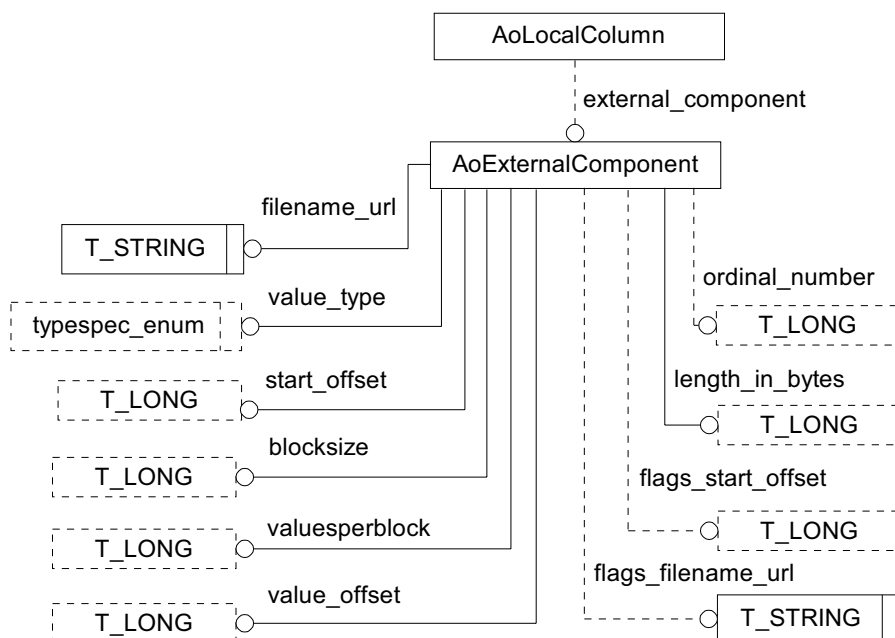 AoLocalColumn
external_component
AoExternalComponent
filename_url
T_STRING
value_type
typespec_enum
start_offset
T_LONG
blocksize
T_LONG
valuesperblock
T_LONG
value_offset
T_LONG
ordinal_number
T_LONG
length_in_bytes
T_LONG
flags_start_offset
T_LONG
flags_filename_url
T_STRING